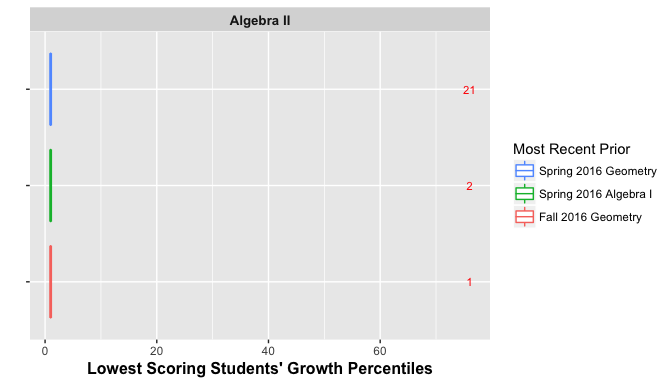 Algebra II
21
2
1
0 20 40 60
Lowest Scoring Students' Growth Percentiles
Most Recent Prior
Spring 2016 Geometry
Spring 2016 Algebra I
Fall 2016 Geometry